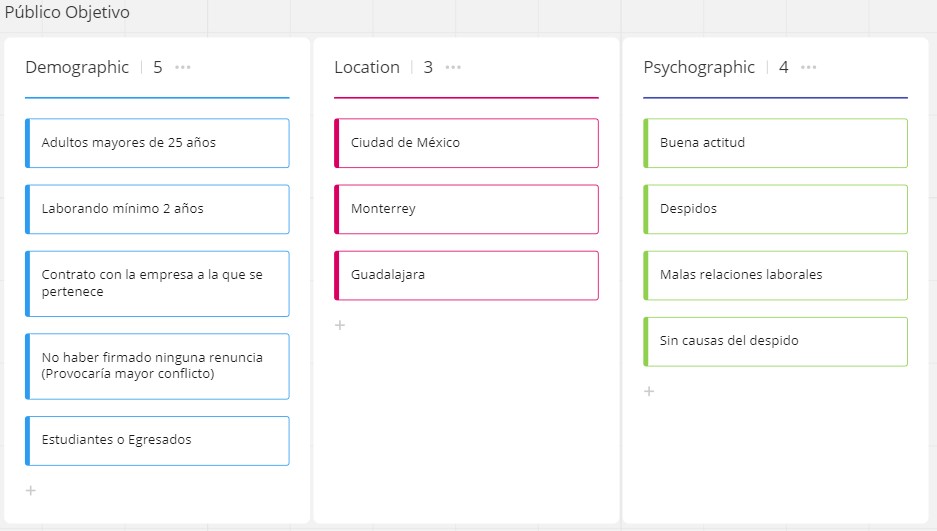 Público Objetivo
Demographic | 5 ...
Adultos mayores de 25 años
Laborando mínimo 2 años
Contrato con la empresa a la que se
pertenece
No haber firmado ninguna renuncia
(Provocaría mayor conflicto)
Estudiantes o Egresados
+
Location | 3 ...
Ciudad de México
Monterrey
Guadalajara
+
Psychographic | 4 ...
Buena actitud
Despidos
Malas relaciones laborales
Sin causas del despido
+